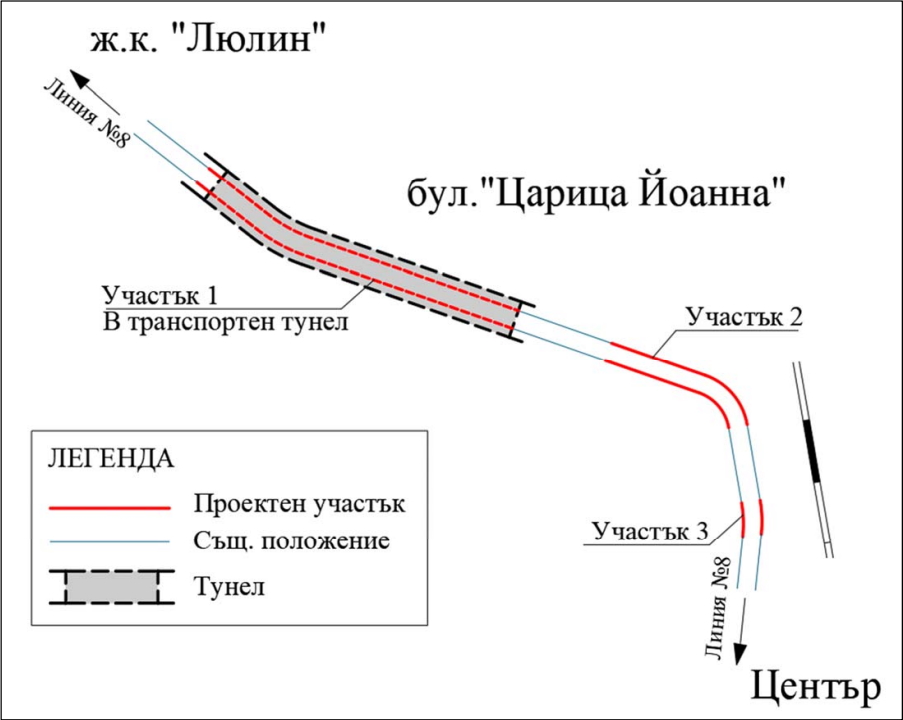 ж.к. "Люлин"
Линия №8
бул."Царица Йоанна"
Участък 1
В транспортен тунел
Участък 2
ЛЕГЕНДА
Проектен участък
Същ. положение
Тунел
Участък 3
Линия №8
Център